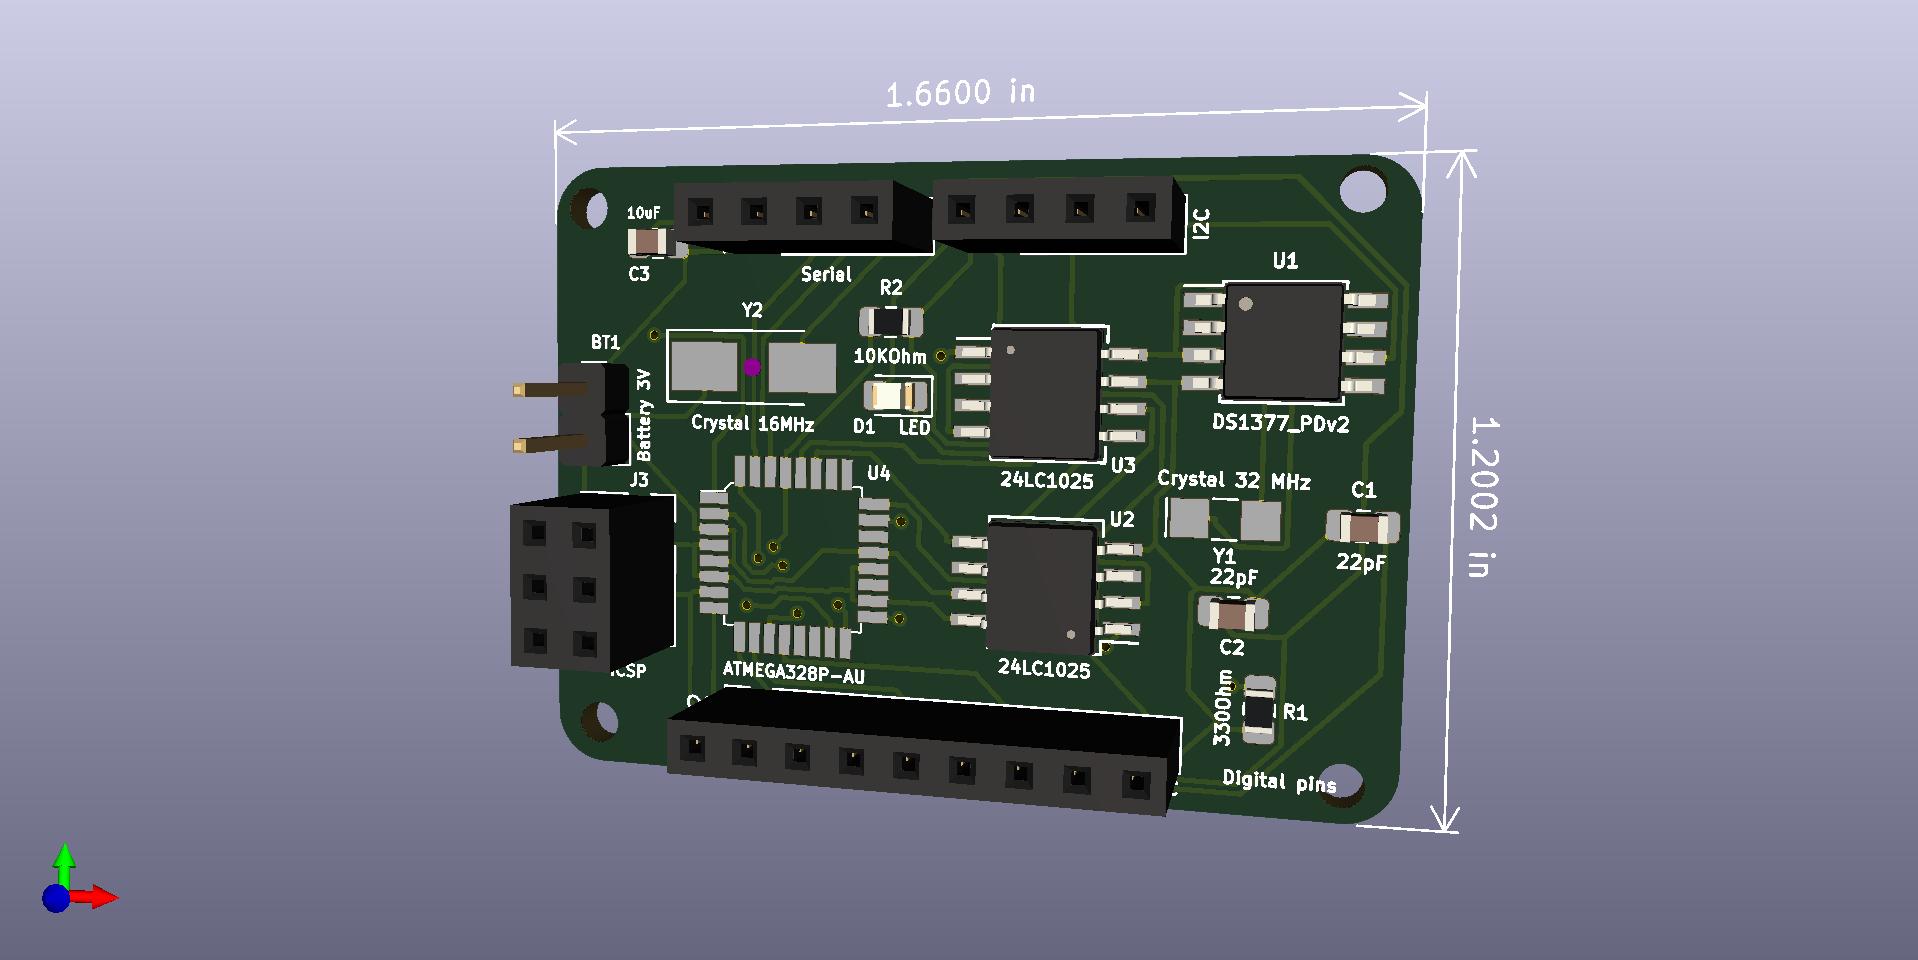 1.6600 in
10uF
C3
Serial
I2C
U1
R2
Y2
BT1
10KOhm
Battery 3V
Crystal 16MHz
D1 LED
DS1377_PDv2
1.2002 in
U3
24LC1025
U4
J3
Crystal 32 MHz
C1
U2
22pF
Y1
22pF
C2
24LC1025
ATMEGA328P-AU
330Ohm
R1
Digital pins